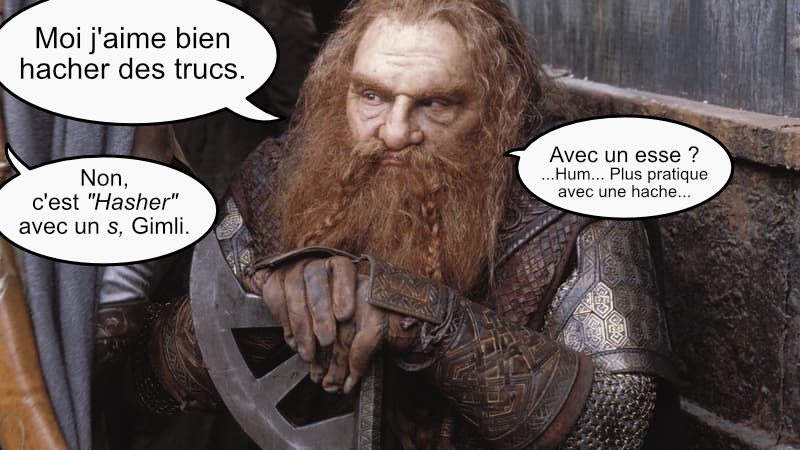 Moi j'aime bien
hacher des trucs.
Non,
c'est "Hasher"
avec un s, Gimli.
Avec un esse ?
...Hum... Plus pratique
avec une hache...